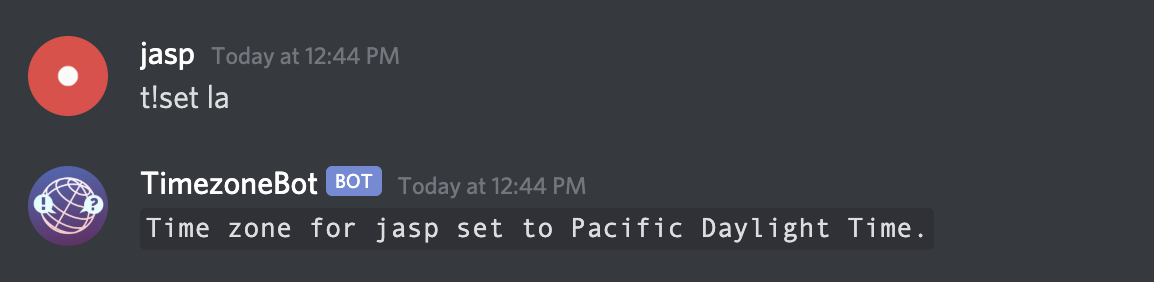 jasp Today at 12:44 PM
t!set la
TimezoneBot BOT Today at 12:44 PM
Time zone for jasp set to Pacific Daylight Time.